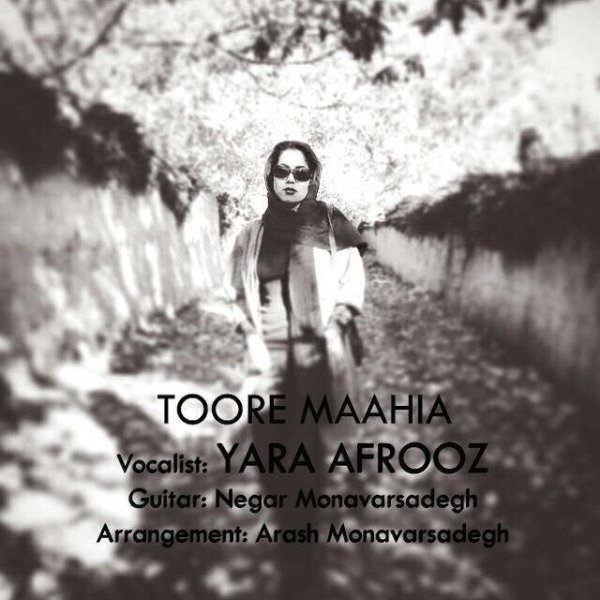 TOORE MAAHIA
Vocalist: YARA AFROOZ
Guitar: Negar Monavarsadegh
Arrangement: Arash Monavarsadegh